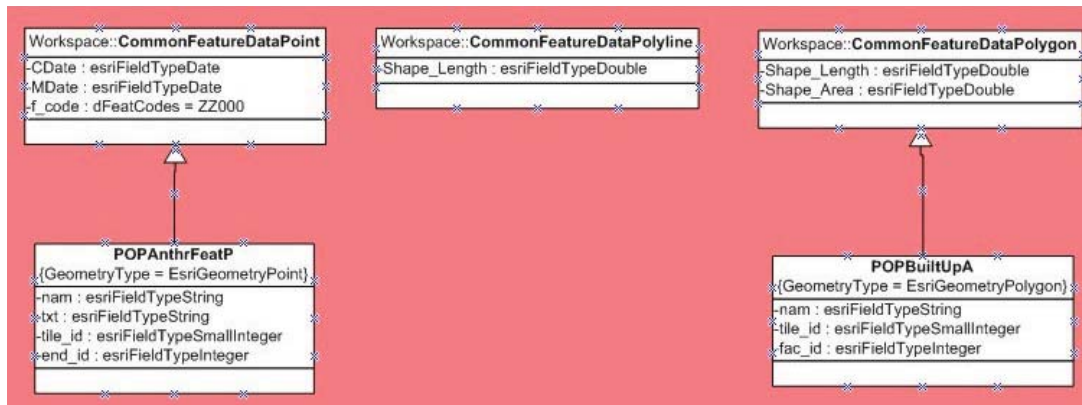 Workspace::CommonFeatureDataPoint
-CDate : esriFieldTypeDate
-MDate : esriFieldTypeDate
-f_code : dFeatCodes = ZZ000
Workspace::CommonFeatureDataPolyline
-Shape_Length : esriFieldTypeDouble
Workspace::CommonFeatureDataPolygon
-Shape_Length : esriFieldTypeDouble
-Shape_Area : esriFieldTypeDouble
POPAnthrFeatP
{GeometryType = EsriGeometryPoint}
-nam : esriFieldTypeString
-txt : esriFieldTypeString
-tile_id : esriFieldTypeSmallInteger
-end_id : esriFieldTypeInteger
POPBuiltUpA
{GeometryType = EsriGeometryPolygon}
-nam : esriFieldTypeString
-tile_id : esriFieldTypeSmallInteger
-fac_id : esriFieldTypeInteger